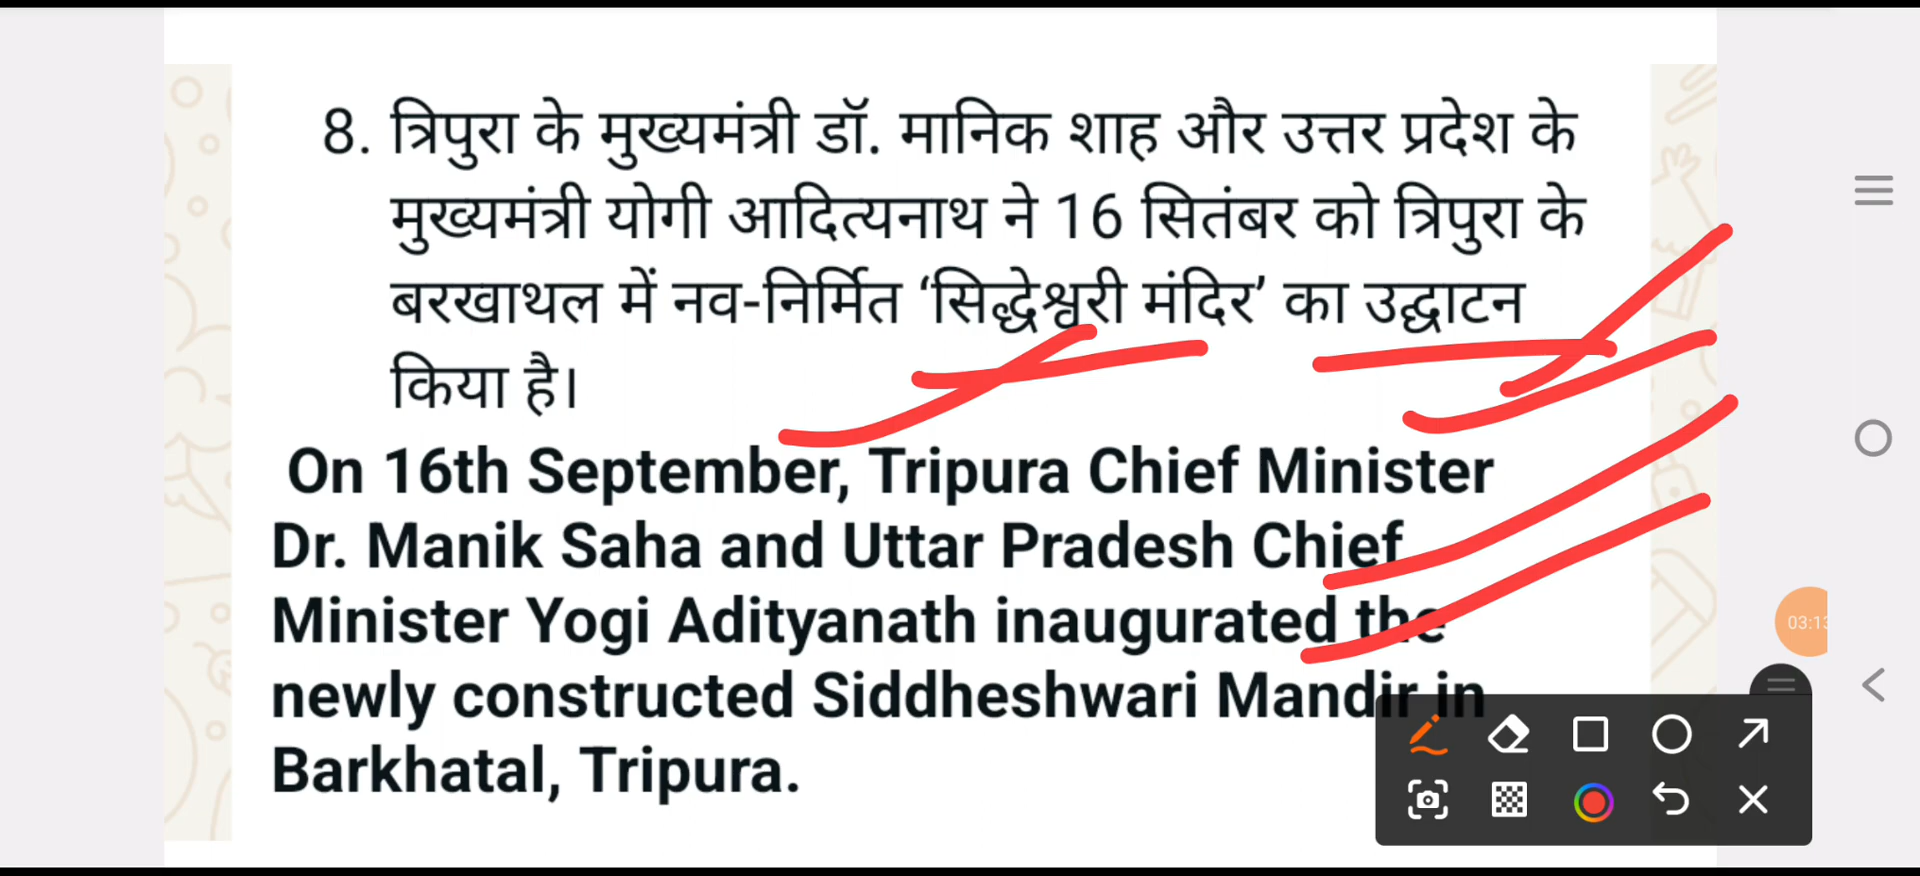 8. त्रिपुरा के मुख्यमंत्री डॉ. मानिक शाह और उत्तर प्रदेश के
मुख्यमंत्री योगी आदित्यनाथ ने 16 सितंबर को त्रिपुरा के
बरखाथल में नव-निर्मित ‘सिद्धेश्वरी मंदिर’ का उद्घाटन
किया है।
On 16th September, Tripura Chief Minister
Dr. Manik Saha and Uttar Pradesh Chief
Minister Yogi Adityanath inaugurated the
newly constructed Siddheshwari Mandir in
Barkhatal, Tripura.
03:13